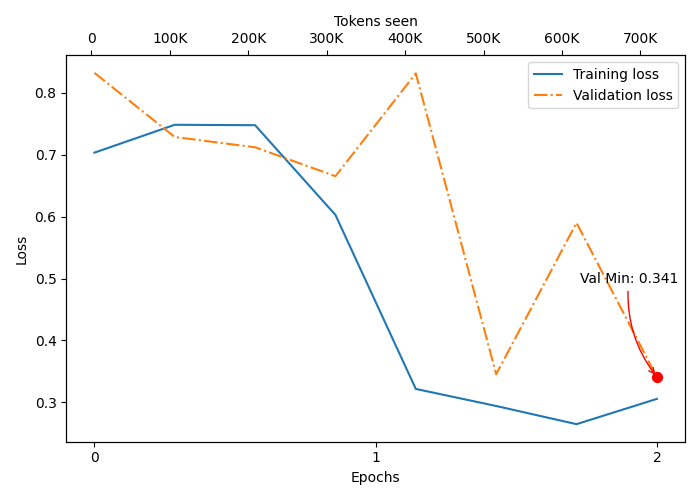 Tokens seen
0 100K 200K 300K 400K 500K 600K 700K
Training loss
Validation loss
0.8
0.7
0.6
0.5
0.4
0.3
Loss
Val Min: 0.341
0 1 2
Epochs